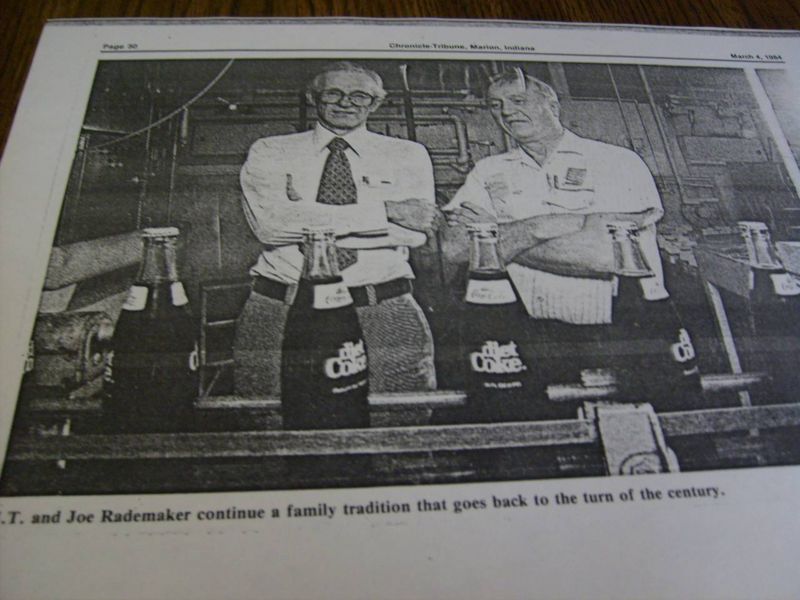 Page 30
Chronicle-Tribune, Marion, Indiana
March 4, 1984
diet
Coke
diet
Coke
.T. and Joe Rademaker continue a family tradition that goes back to the turn of the century.